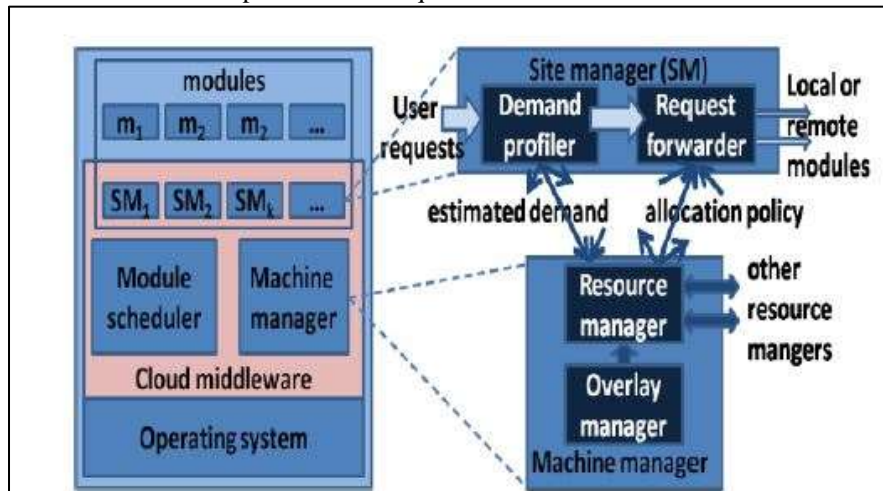 modules
m1 m2 m2 ...
SM1 SM2 SMk ...
Module
scheduler
Machine
manager
Cloud middleware
Operating system
Site manager (SM)
User
requests
Demand
profiler
Request
forwarder
Local or
remote
modules
estimated demand
allocation policy
Resource
manager
other
resource
mangers
Overlay
manager
Machine manager